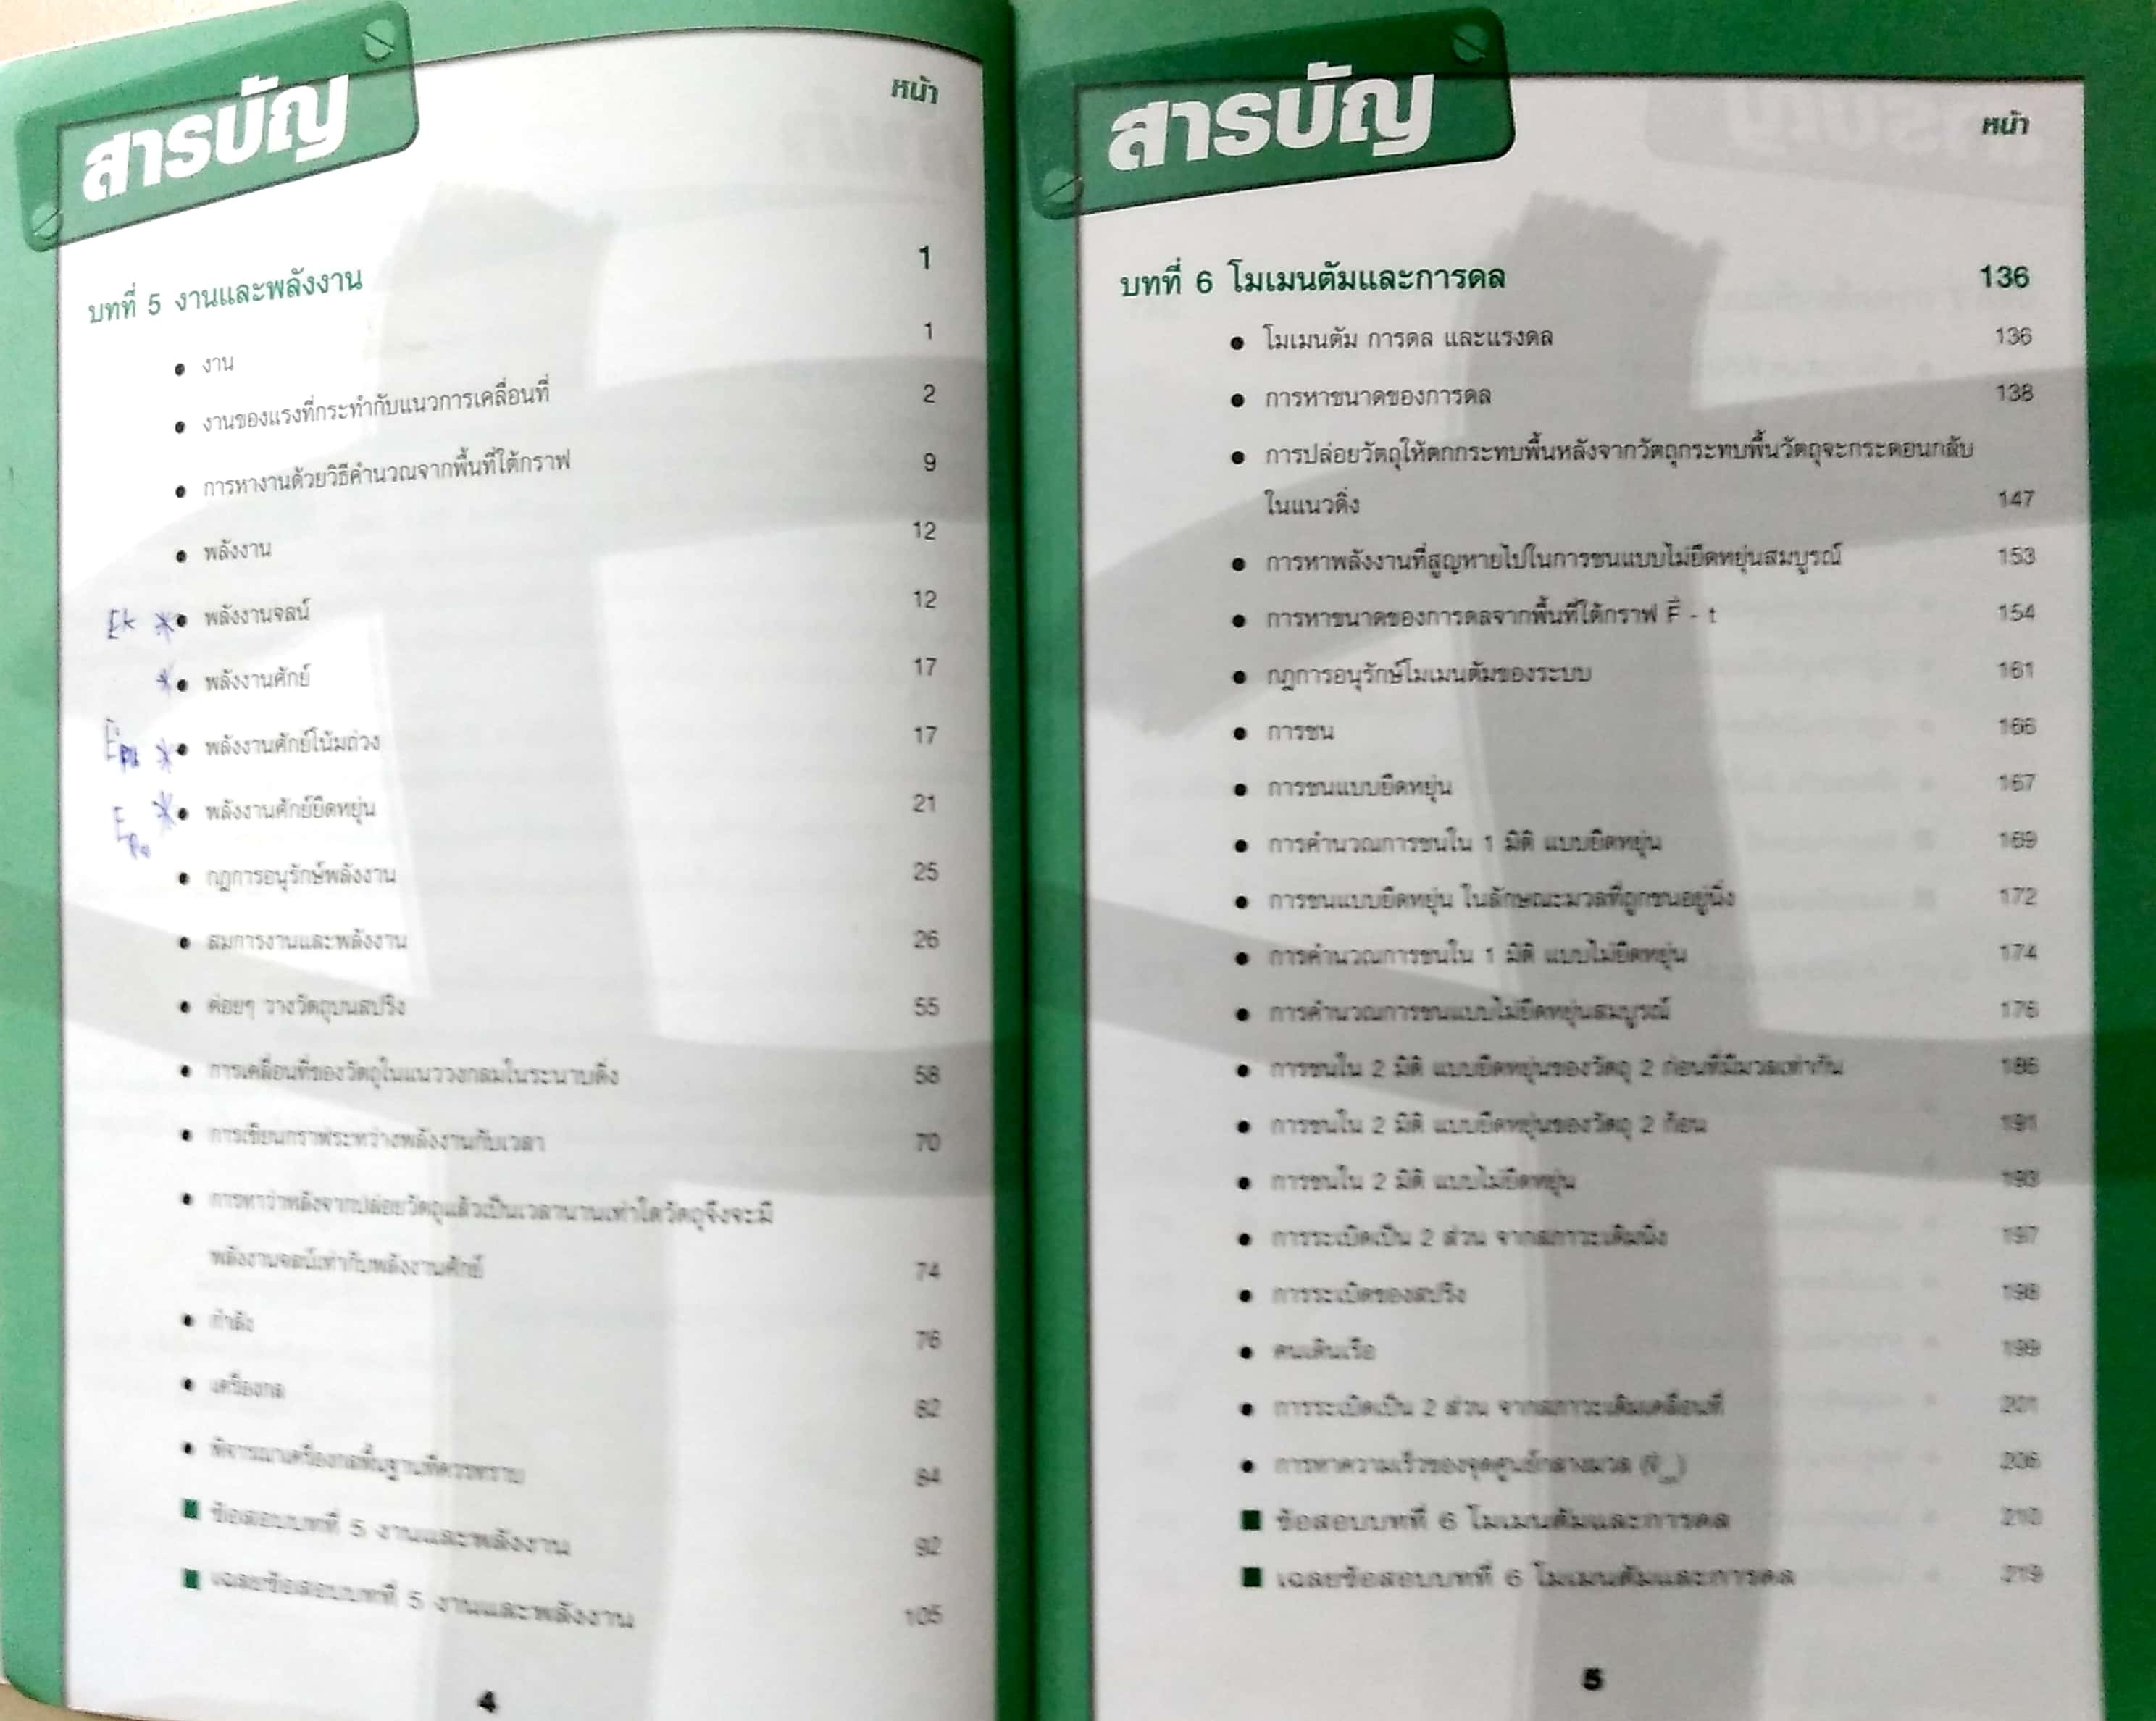 สารบัญ
หน้า
บทที่ 5 งานและพลังงาน 1
• งาน 1
• งานของแรงที่กระทำกับแนวการเคลื่อนที่ 2
• การหางานด้วยวิธีคำนวณจากพื้นที่ใต้กราฟ 9
• พลังงาน 12
Ek * • พลังงานจลน์ 12
* • พลังงานศักย์ 17
* • พลังงานศักย์โน้มถ่วง 17
* • พลังงานศักย์ยืดหยุ่น 21
• กฎการอนุรักษ์พลังงาน 25
• สมการงานและพลังงาน 26
• ค่อยๆ วางวัตถุบนสปริง 55
• การเคลื่อนที่ของวัตถุในแนววงกลมในระนาบดิ่ง 58
• การเขียนกราฟระหว่างพลังงานกับเวลา 70
• การหาว่าหลังจากปล่อยวัตถุแล้วเป็นเวลานานเท่าใดวัตถุจึงจะมี
พลังงานจลน์เท่ากับพลังงานศักย์ 74
• กำลัง 76
• เครื่องกล 82
• พิจารณาเครื่องกลพื้นฐานที่ควรทราบ 84
■ ข้อสอบบทที่ 5 งานและพลังงาน 92
■ เฉลยข้อสอบบทที่ 5 งานและพลังงาน 105
4
สารบัญ
หน้า
บทที่ 6 โมเมนตัมและการดล 136
• โมเมนตัม การดล และแรงดล 136
• การหาขนาดของการดล 138
• การปล่อยวัตถุให้ตกกระทบพื้นหลังจากวัตถุกระทบพื้นวัตถุจะกระดอนกลับ
ในแนวดิ่ง 147
• การหาพลังงานที่สูญหายไปในการชนแบบไม่ยืดหยุ่นสมบูรณ์ 153
• การหาขนาดของการดลจากพื้นที่ใต้กราฟ F⃗ - t 154
• กฎการอนุรักษ์โมเมนตัมของระบบ 161
• การชน 166
• การชนแบบยืดหยุ่น 167
• การคำนวณการชนใน 1 มิติ แบบยืดหยุ่น 169
• การชนแบบยืดหยุ่น ในลักษณะมวลที่ถูกชนอยู่นิ่ง 172
• การคำนวณการชนใน 1 มิติ แบบไม่ยืดหยุ่น 174
• การคำนวณการชนแบบไม่ยืดหยุ่นสมบูรณ์ 176
• การชนใน 2 มิติ แบบยืดหยุ่นของวัตถุ 2 ก้อนที่มีมวลเท่ากัน 186
• การชนใน 2 มิติ แบบยืดหยุ่นของวัตถุ 2 ก้อน 191
• การชนใน 2 มิติ แบบไม่ยืดหยุ่น 193
• การระเบิดเป็น 2 ส่วน จากสภาวะเดิมนิ่ง 197
• การระเบิดของสปริง 198
• คนเดินเรือ 199
• การระเบิดเป็น 2 ส่วน จากสภาวะเดิมเคลื่อนที่ 201
• การหาความเร็วของจุดศูนย์กลางมวล 206
■ ข้อสอบบทที่ 6 โมเมนตัมและการดล 210
■ เฉลยข้อสอบบทที่ 6 โมเมนตัมและการดล 219
5